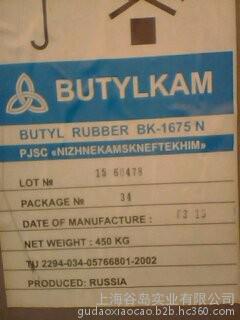 BUTYLKAM
BUTYL RUBBER BK-1675 N
PJSC «NIZHNEKAMSKNEFTEKHIM»
LOT № 15 60478
PACKAGE № 34
DATE OF MANUFACTURE : 03 15
NET WEIGHT : 450 KG
TU 2294-034-05766801-2002
PRODUCED: RUSSIA
上海谷岛实业有限公司
gudaoxiaocao.b2b.hc360.com